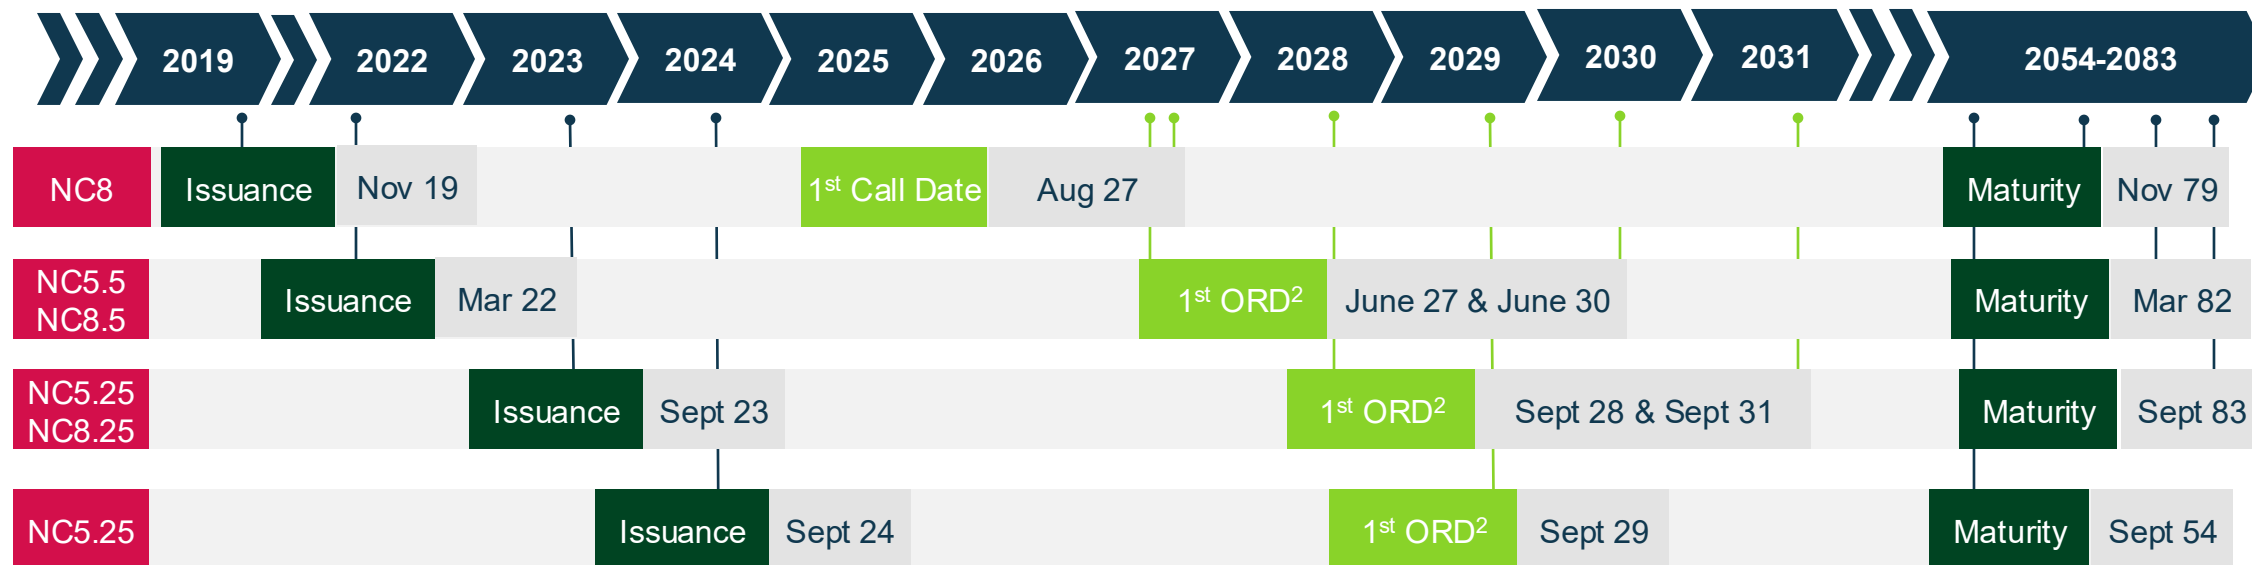 2019 2022 2023 2024 2025 2026 2027 2028 2029 2030 2031 2054-2083
NC8 Issuance Nov 19 1st Call Date Aug 27 Maturity Nov 79
NC5.5
NC8.5
Issuance Mar 22 1st ORD2 June 27 & June 30 Maturity Mar 82
NC5.25
NC8.25
Issuance Sept 23 1st ORD2 Sept 28 & Sept 31 Maturity Sept 83
NC5.25 Issuance Sept 24 1st ORD2 Sept 29 Maturity Sept 54